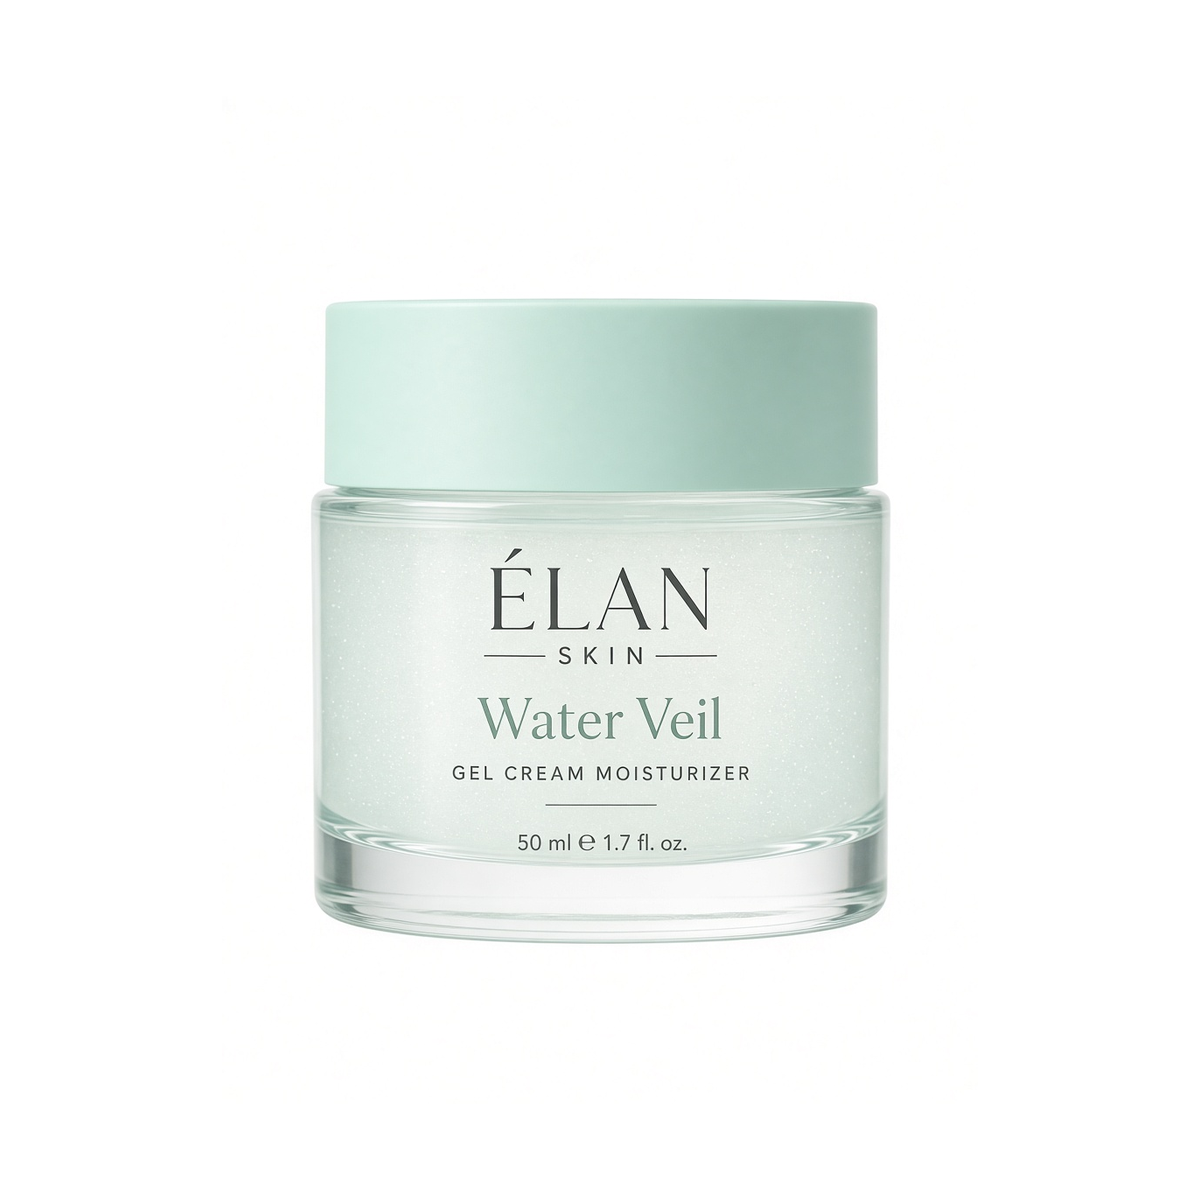 ÉLAN
SKIN
Water Veil
GEL CREAM MOISTURIZER
50 ml ℮ 1.7 fl. oz.